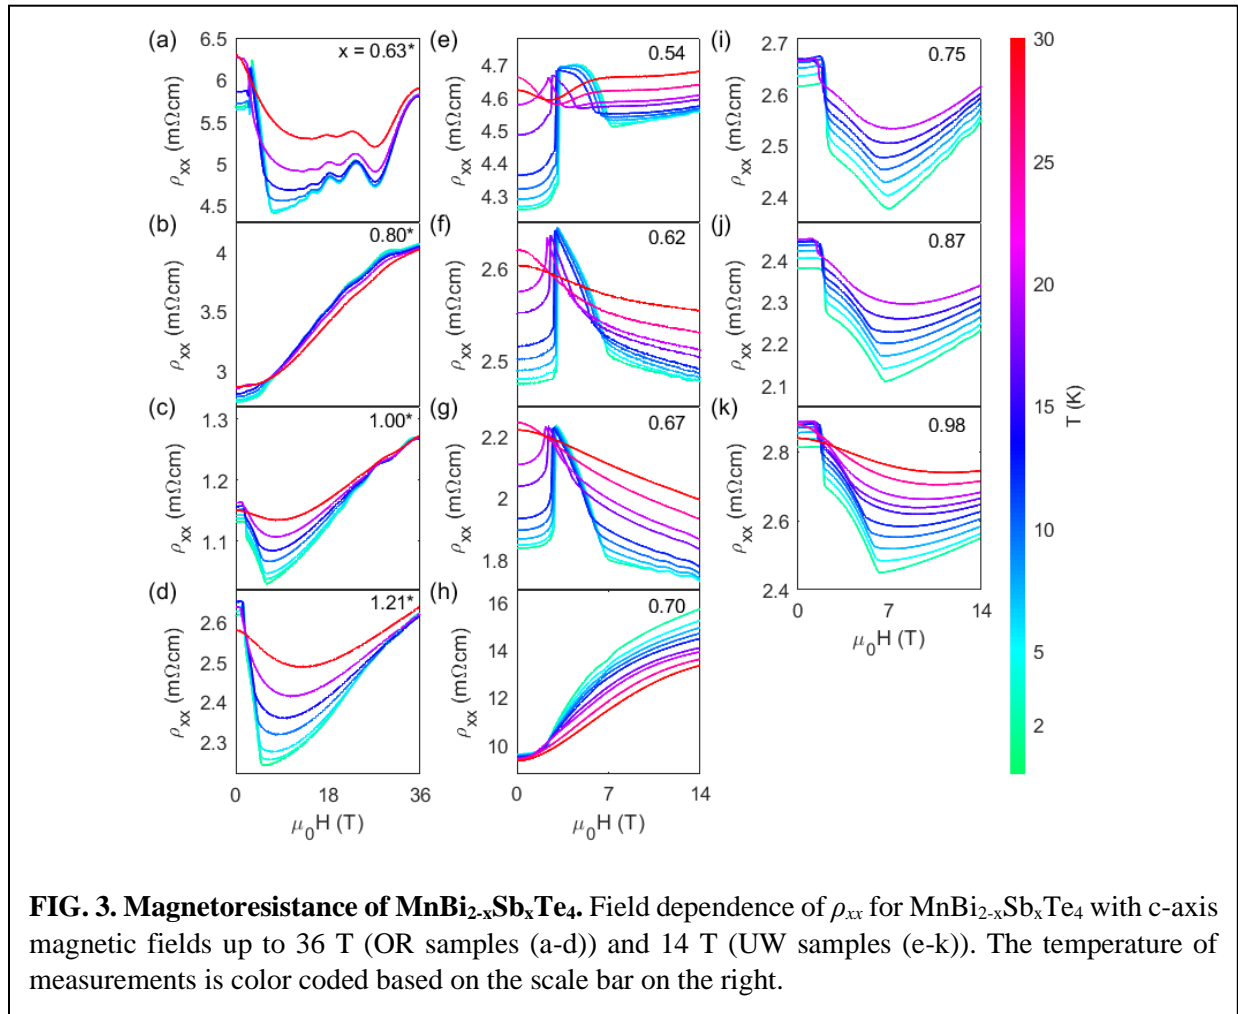 (a)
x = 0.63*
6.5
6
5.5
5
4.5
ρxx (mΩcm)
(b)
0.80*
4
3.5
3
ρxx (mΩcm)
(c)
1.00*
1.3
1.2
1.1
ρxx (mΩcm)
(d)
1.21*
2.6
2.5
2.4
2.3
ρxx (mΩcm)
0 18 36
μ0H (T)
(e)
0.54
4.7
4.6
4.5
4.4
4.3
ρxx (mΩcm)
(f)
0.62
2.6
2.5
ρxx (mΩcm)
(g)
0.67
2.2
2
1.8
ρxx (mΩcm)
(h)
0.70
16
14
12
10
ρxx (mΩcm)
0 7 14
μ0H (T)
(i)
0.75
2.7
2.6
2.5
2.4
ρxx (mΩcm)
(j)
0.87
2.4
2.3
2.2
2.1
ρxx (mΩcm)
(k)
0.98
2.8
2.6
2.4
ρxx (mΩcm)
0 7 14
μ0H (T)
30
25
20
15
10
5
2
T (K)
FIG. 3. Magnetoresistance of MnBi2-xSbxTe4. Field dependence of ρxx for MnBi2-xSbxTe4 with c-axis
magnetic fields up to 36 T (OR samples (a-d)) and 14 T (UW samples (e-k)). The temperature of
measurements is color coded based on the scale bar on the right.